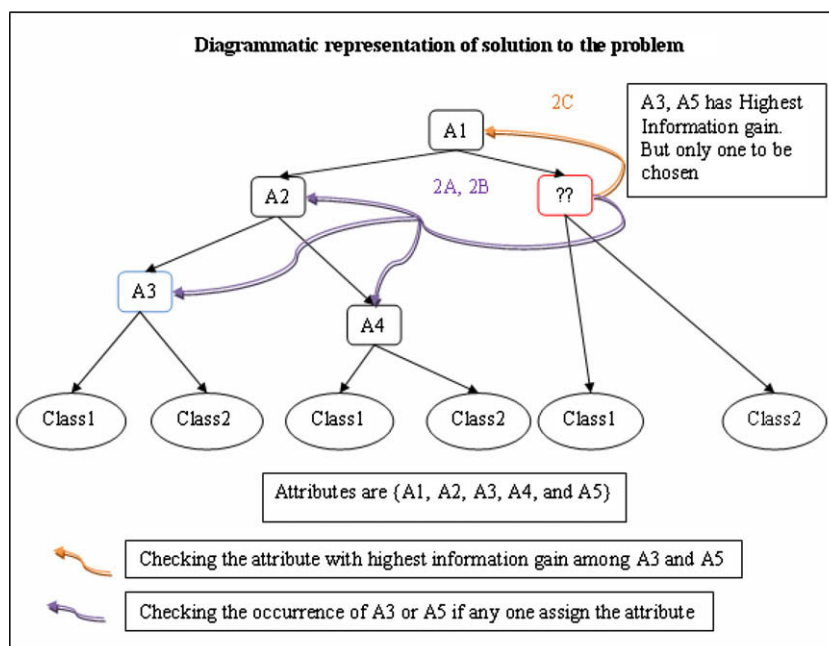 Diagrammatic representation of solution to the problem
2C
A3, A5 has Highest
Information gain.
But only one to be
chosen
A1
2A, 2B
A2
??
A3
A4
Class1
Class2
Class1
Class2
Class1
Class2
Attributes are {A1, A2, A3, A4, and A5}
Checking the attribute with highest information gain among A3 and A5
Checking the occurrence of A3 or A5 if any one assign the attribute